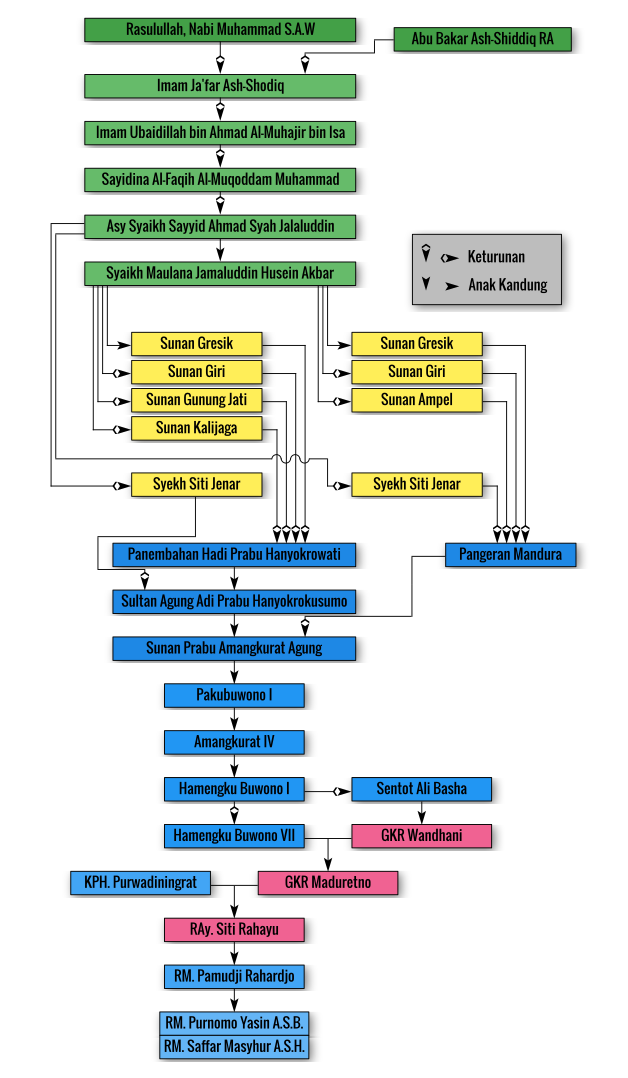 Rasulullah, Nabi Muhammad S.A.W
Abu Bakar Ash-Shiddiq RA
Imam Ja'far Ash-Shodiq
Imam Ubaidillah bin Ahmad Al-Muhajir bin Isa
Sayidina Al-Faqih Al-Muqoddam Muhammad
Asy Syaikh Sayyid Ahmad Syah Jalaluddin
Syaikh Maulana Jamaluddin Husein Akbar
Keturunan
Anak Kandung
Sunan Gresik
Sunan Giri
Sunan Gunung Jati
Sunan Kalijaga
Syekh Siti Jenar
Sunan Gresik
Sunan Giri
Sunan Ampel
Syekh Siti Jenar
Panembahan Hadi Prabu Hanyokrowati
Pangeran Mandura
Sultan Agung Adi Prabu Hanyokrokusumo
Sunan Prabu Amangkurat Agung
Pakubuwono I
Amangkurat IV
Hamengku Buwono I
Sentot Ali Basha
Hamengku Buwono VII
GKR Wandhani
KPH. Purwadiningrat
GKR Maduretno
RAy. Siti Rahayu
RM. Pamudji Rahardjo
RM. Purnomo Yasin A.S.B.
RM. Saffar Masyhur A.S.H.